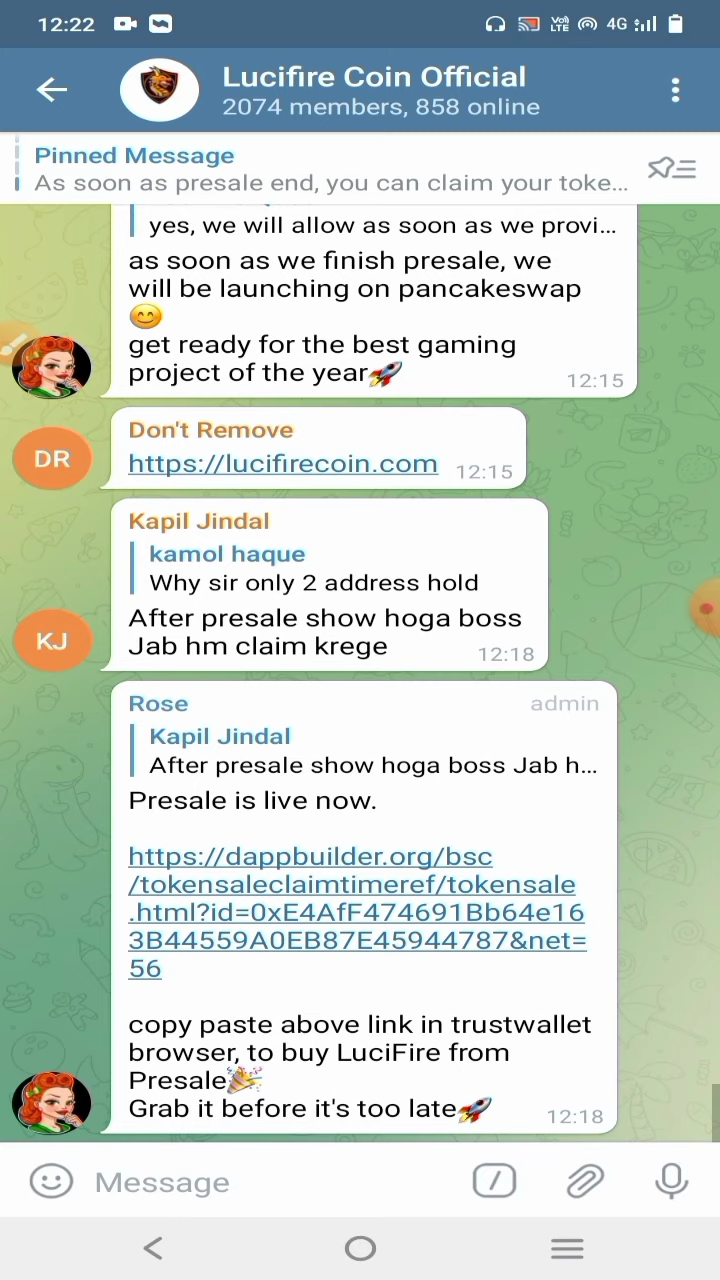 12:22
Vo) LTE 4G
Lucifire Coin Official
2074 members, 858 online
Pinned Message
As soon as presale end, you can claim your toke...
yes, we will allow as soon as we provi...
as soon as we finish presale, we
will be launching on pancakeswap
😊
get ready for the best gaming
project of the year🚀
12:15
Don't Remove
DR
https://lucifirecoin.com 12:15
Kapil Jindal
kamol haque
Why sir only 2 address hold
After presale show hoga boss
KJ
Jab hm claim krege 12:18
Rose admin
Kapil Jindal
After presale show hoga boss Jab h...
Presale is live now.
https://dappbuilder.org/bsc
/tokensaleclaimtimeref/tokensale
.html?id=0xE4AfF474691Bb64e16
3B44559A0EB87E45944787&net=
56
copy paste above link in trustwallet
browser, to buy LuciFire from
Presale🎉
Grab it before it's too late🚀 12:18
Message